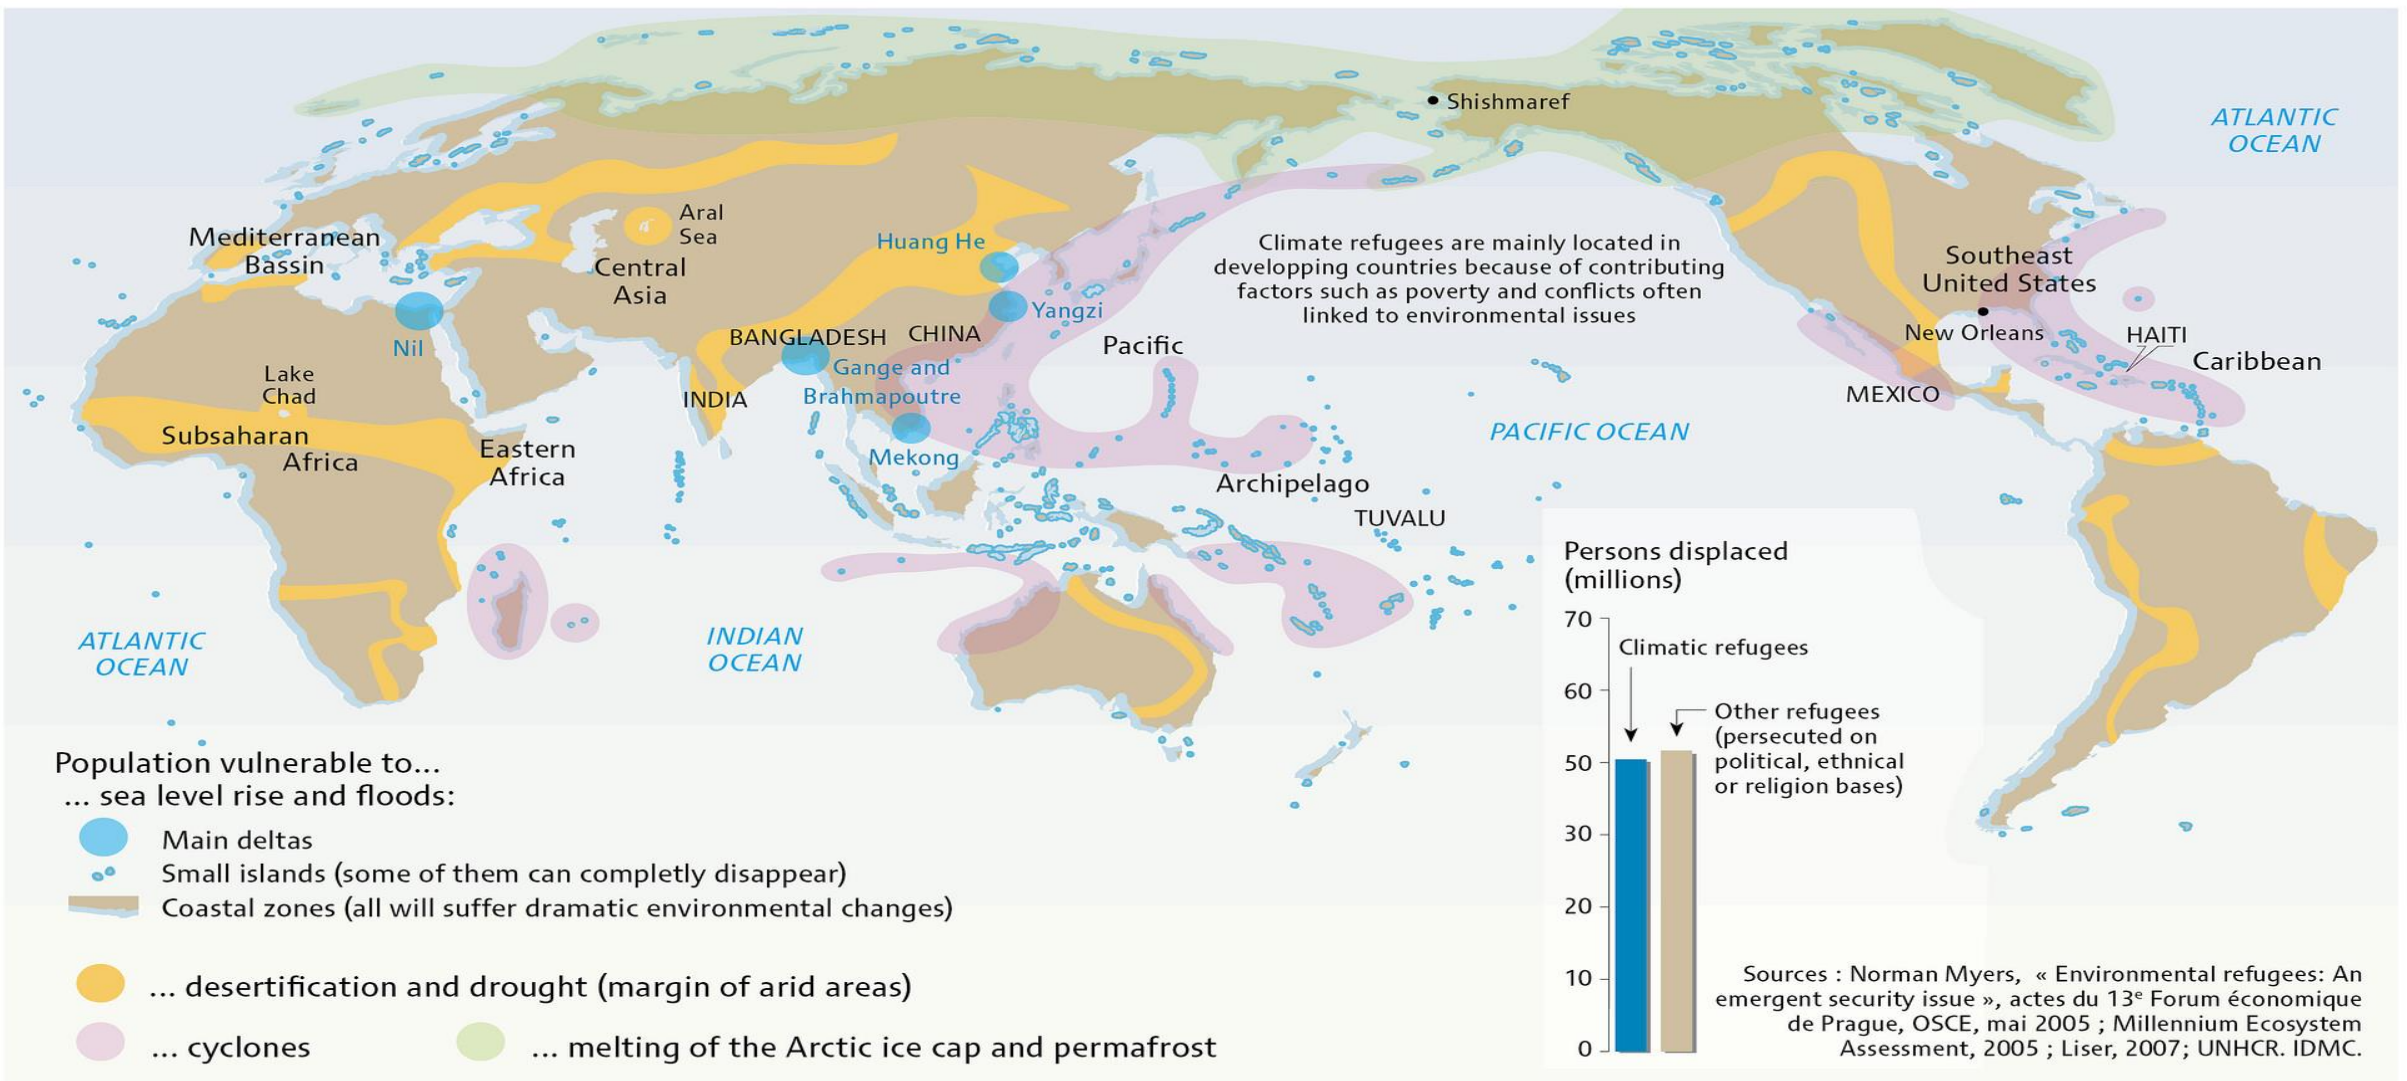 ATLANTIC
OCEAN
Shishmaref
Mediterranean
Bassin
Aral
Sea
Central
Asia
Huang He
Climate refugees are mainly located in
developping countries because of contributing
factors such as poverty and conflicts often
linked to environmental issues
Southeast
United States
Nil
BANGLADESH
CHINA
Yangzi
Pacific
New Orleans
HAITI
Caribbean
Lake
Chad
Gange and
Brahmapoutre
INDIA
MEXICO
Subsaharan
Africa
Eastern
Africa
Mekong
PACIFIC OCEAN
Archipelago
TUVALU
ATLANTIC
OCEAN
INDIAN
OCEAN
Persons displaced
(millions)
70
60
50
30
20
10
0
Climatic refugees
Other refugees
(persecuted on
political, ethnical
or religion bases)
Population vulnerable to...
... sea level rise and floods:
Main deltas
Small islands (some of them can completly disappear)
Coastal zones (all will suffer dramatic environmental changes)
... desertification and drought (margin of arid areas)
... cyclones
... melting of the Arctic ice cap and permafrost
Sources : Norman Myers, « Environmental refugees: An
emergent security issue », actes du 13e Forum économique
de Prague, OSCE, mai 2005 ; Millennium Ecosystem
Assessment, 2005 ; Liser, 2007; UNHCR. IDMC.